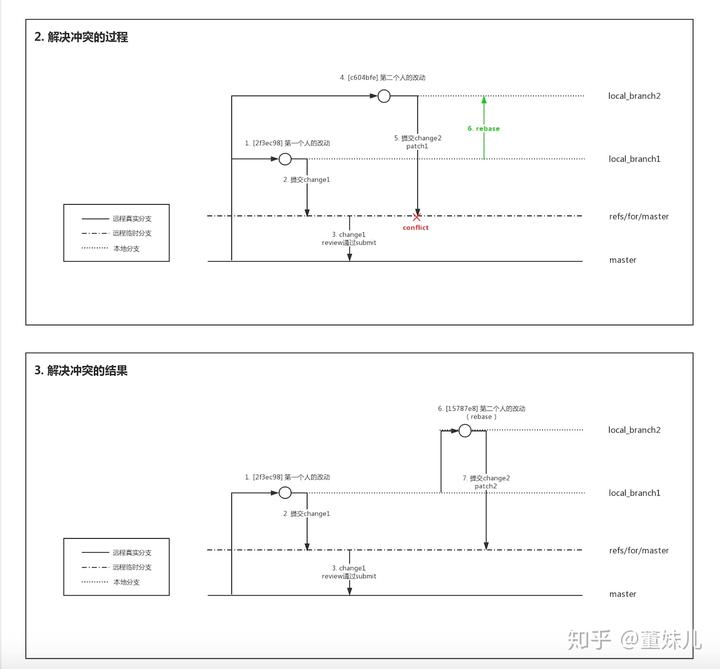 2. 解决冲突的过程
4. [c604bfe] 第二个人的改动
local_branch2
5. 提交change2
patch1
6. rebase
1. [2f3ec98] 第一个人的改动
local_branch1
2. 提交change1
远程真实分支
远程临时分支
本地分支
refs/for/master
conflict
3. change1
review通过submit
master
3. 解决冲突的结果
6. [15787e8] 第二个人的改动
( rebase )
local_branch2
1. [2f3ec98] 第一个人的改动
7. 提交change2
patch2
local_branch1
2. 提交change1
远程真实分支
远程临时分支
本地分支
refs/for/master
3. change1
review通过submit
master
知乎 @董妹儿